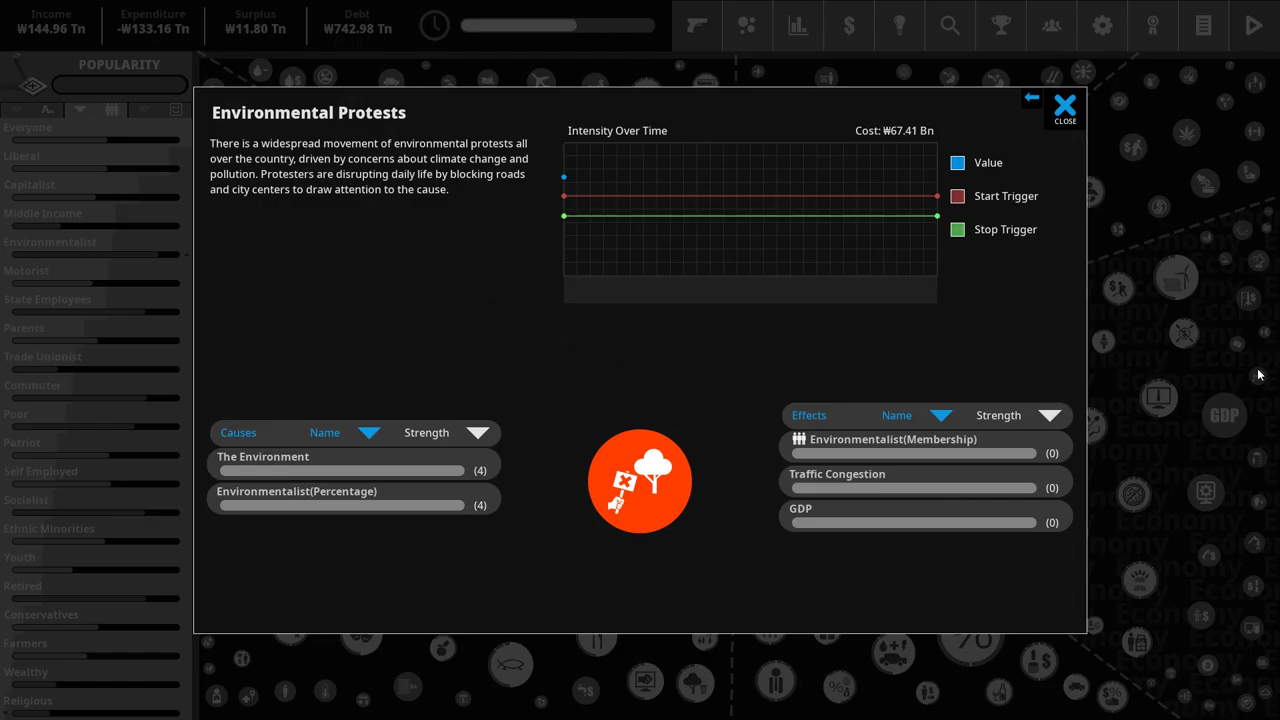 Income
₩144.96 Tn
Expenditure
-₩133.16 Tn
Surplus
₩11.80 Tn
Debt
₩742.98 Tn
POPULARITY
Everyone
Liberal
Capitalist
Middle Income
Environmentalist
Motorist
State Employees
Parents
Trade Unionist
Commuter
Poor
Patriot
Self Employed
Socialist
Ethnic Minorities
Youth
Retired
Conservatives
Farmers
Wealthy
Religious
Environmental Protests
There is a widespread movement of environmental protests all
over the country, driven by concerns about climate change and
pollution. Protesters are disrupting daily life by blocking roads
and city centers to draw attention to the cause.
Intensity Over Time
Cost: ₩67.41 Bn
CLOSE
Value
Start Trigger
Stop Trigger
Causes Name Strength
The Environment
(4)
Environmentalist(Percentage)
(4)
Effects Name Strength
Environmentalist(Membership)
(0)
Traffic Congestion
(0)
GDP
(0)
GDP
Economy